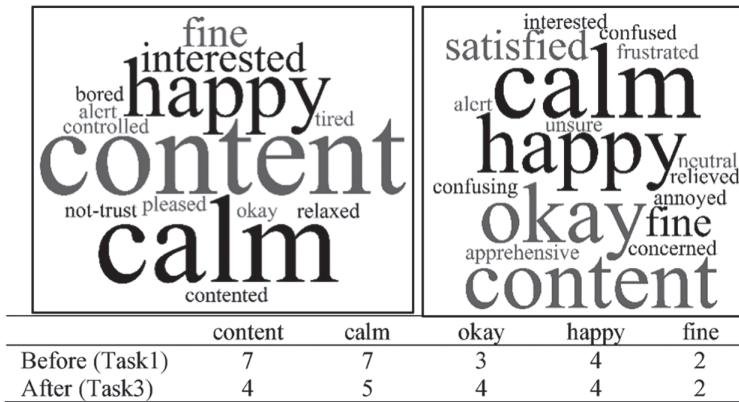 fine
interested
happy
bored
alert
controlled
tired
content
not-trust pleased okay relaxed
calm
contented
interested
confused
satisfied
frustrated
calm
alert
unsure
happy
neutral
relieved
confusing
annoyed
okay
fine
apprehensive
concerned
content
content calm okay happy fine
Before (Task1) 7 7 3 4 2
After (Task3) 4 5 4 4 2